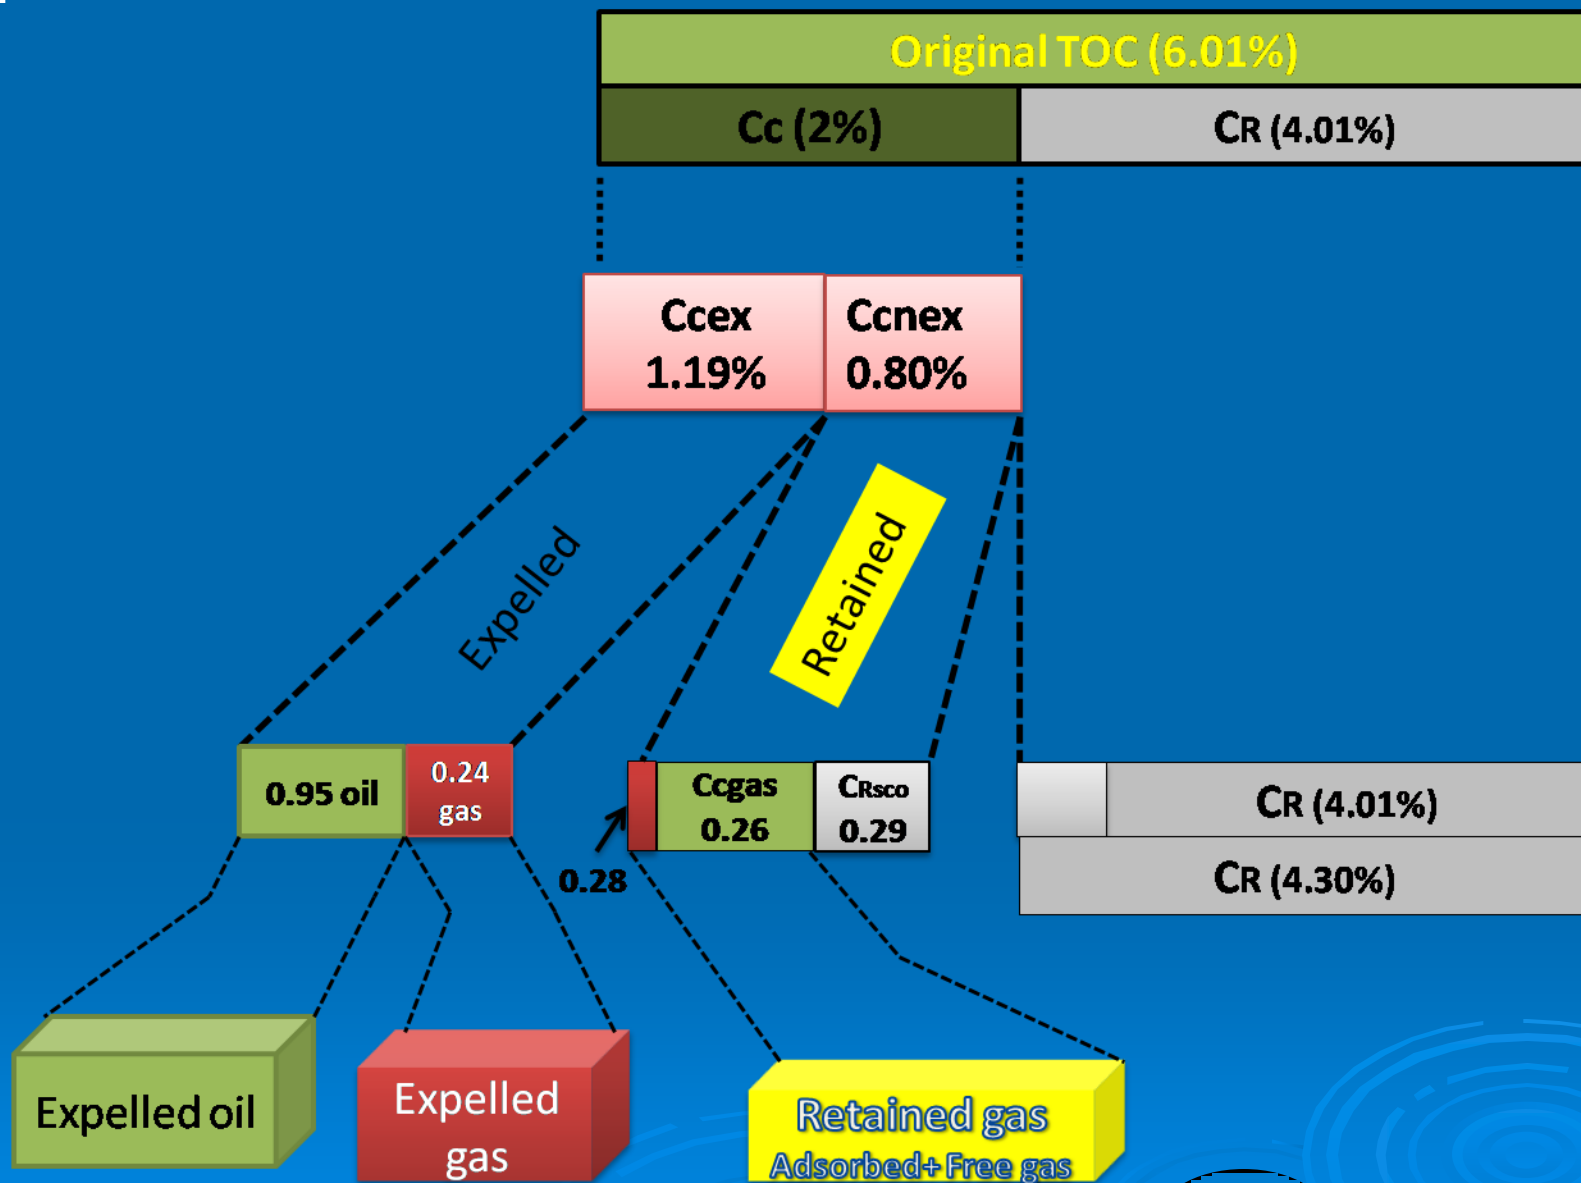 Original TOC (6.01%)
Cc (2%)
CR (4.01%)
Ccex
1.19%
Ccnex
0.80%
Expelled
Retained
0.95 oil
0.24
gas
Ccgas
0.26
CRsco
0.29
CR (4.01%)
0.28
CR (4.30%)
Expelled oil
Expelled
gas
Retained gas
Adsorbed+ Free gas